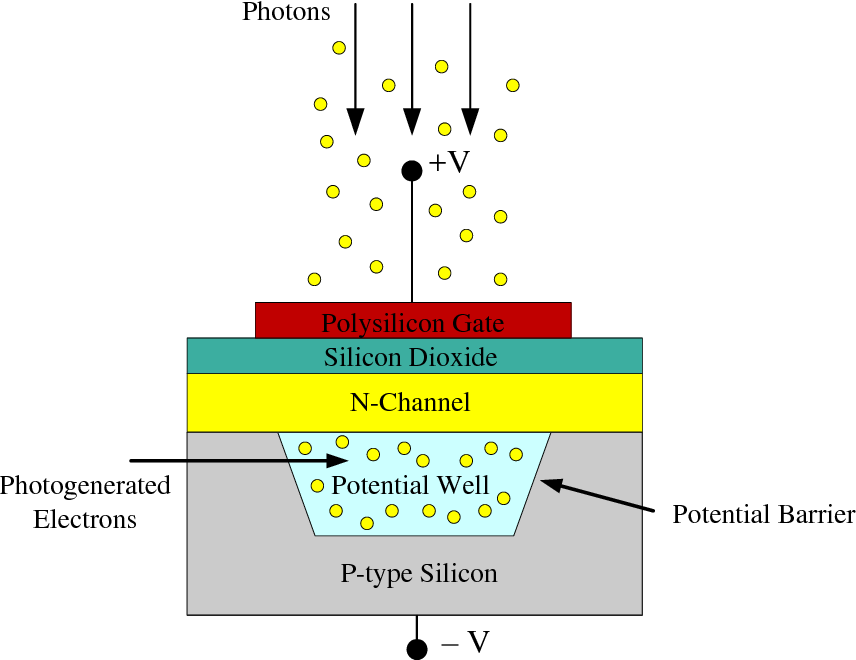 Photons
+V
Polysilicon Gate
Silicon Dioxide
N-Channel
Photogenerated
Electrons
Potential Well
Potential Barrier
P-type Silicon
– V